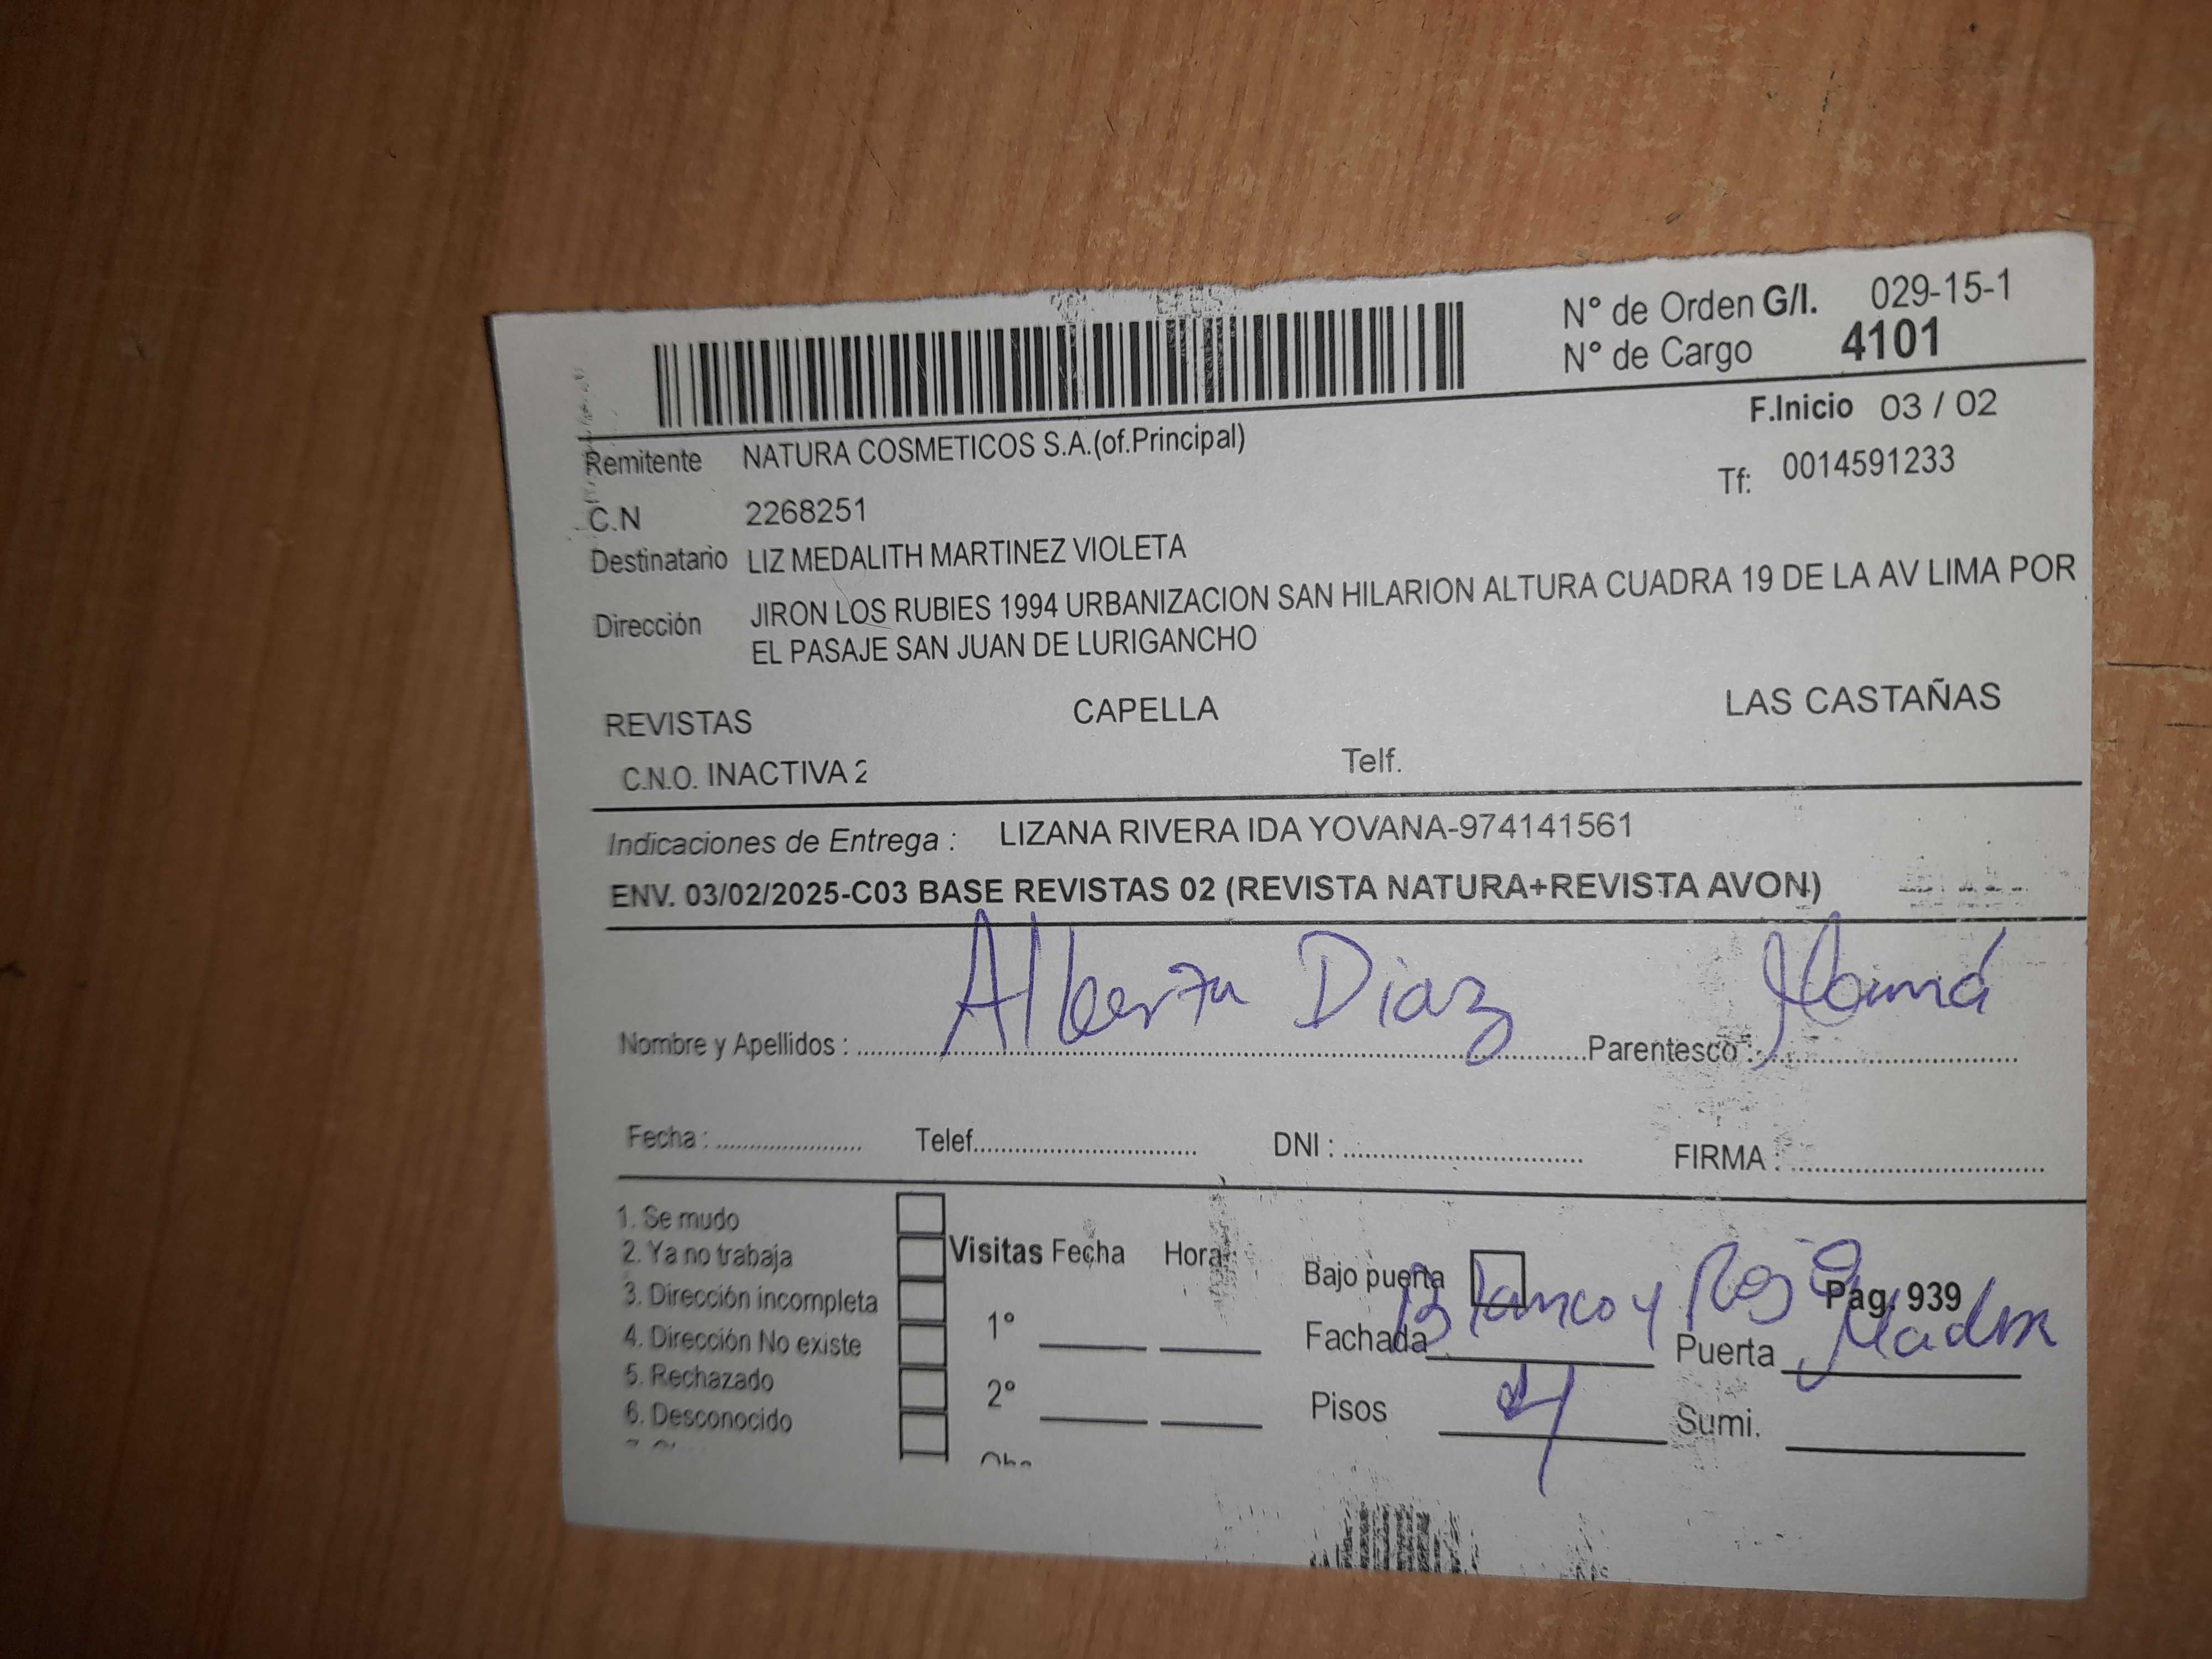 N° de Orden G/I. 029-15-1
N° de Cargo 4101
F.Inicio 03 / 02
Remitente NATURA COSMETICOS S.A.(of.Principal)
Tf: 0014591233
C.N 2268251
Destinatario LIZ MEDALITH MARTINEZ VIOLETA
Dirección JIRON LOS RUBIES 1994 URBANIZACION SAN HILARION ALTURA CUADRA 19 DE LA AV LIMA POR
EL PASAJE SAN JUAN DE LURIGANCHO
REVISTAS CAPELLA LAS CASTAÑAS
C.N.O. INACTIVA 2 Telf.
Indicaciones de Entrega : LIZANA RIVERA IDA YOVANA-974141561
ENV. 03/02/2025-C03 BASE REVISTAS 02 (REVISTA NATURA+REVISTA AVON)
Nombre y Apellidos : Alberta Diaz Parentesco : Mamá
Fecha : Telef. DNI : FIRMA :
1. Se mudo
2. Ya no trabaja
3. Dirección incompleta
4. Dirección No existe
5. Rechazado
6. Desconocido
Visitas Fecha Hora
1°
2°
Bajo puerta Pag. 939
Fachada Blanco y Rojo Puerta Madera
Pisos 4 Sumi.